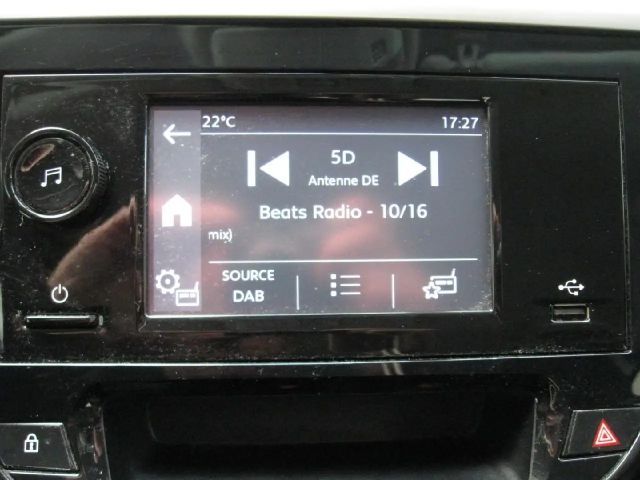 22°C 17:27
5D
Antenne DE
Beats Radio - 10/16
mix)
SOURCE
DAB